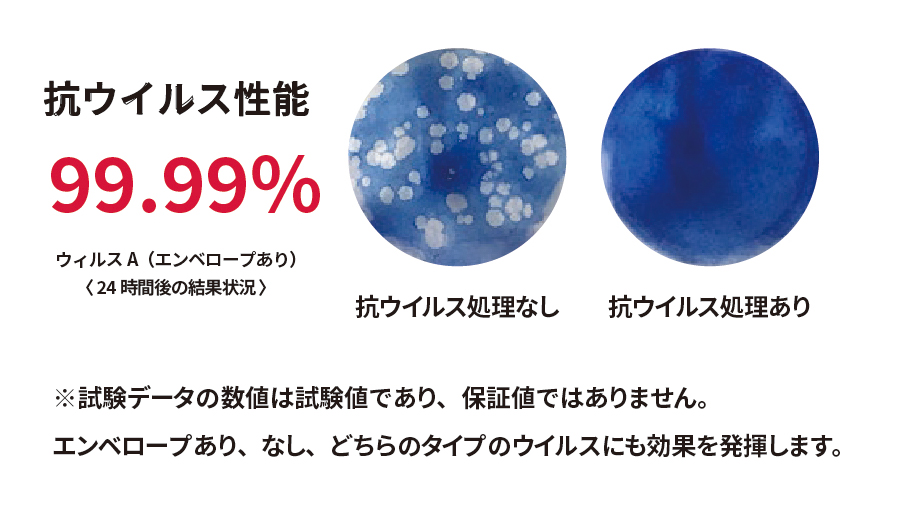 抗ウイルス性能
99.99%
ウィルス A（エンベロープあり）
〈 24 時間後の結果状況 〉
抗ウイルス処理なし
抗ウイルス処理あり
※試験データの数値は試験値であり、保証値ではありません。
エンベロープあり、なし、どちらのタイプのウイルスにも効果を発揮します。